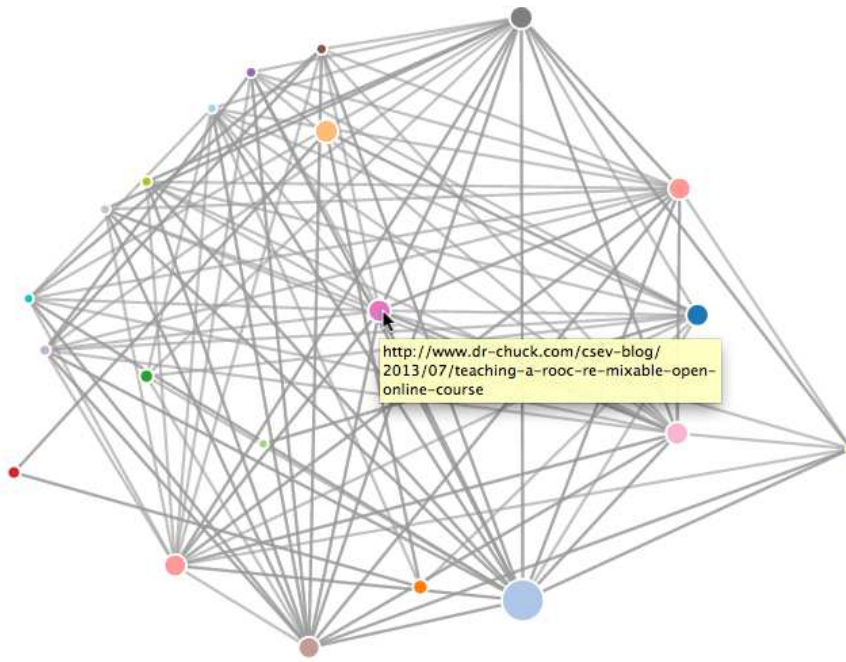 http://www.dr-chuck.com/csev-blog/
2013/07/teaching-a-rooc-re-mixable-open-
online-course